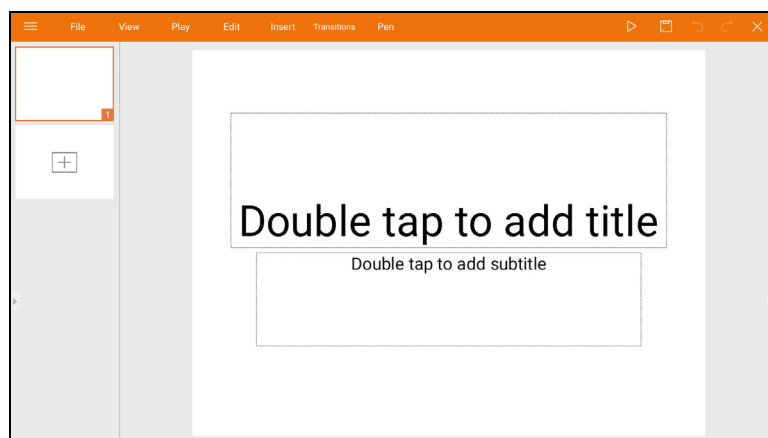 File View Play Edit Insert Transitions Pen
1
Double tap to add title
Double tap to add subtitle